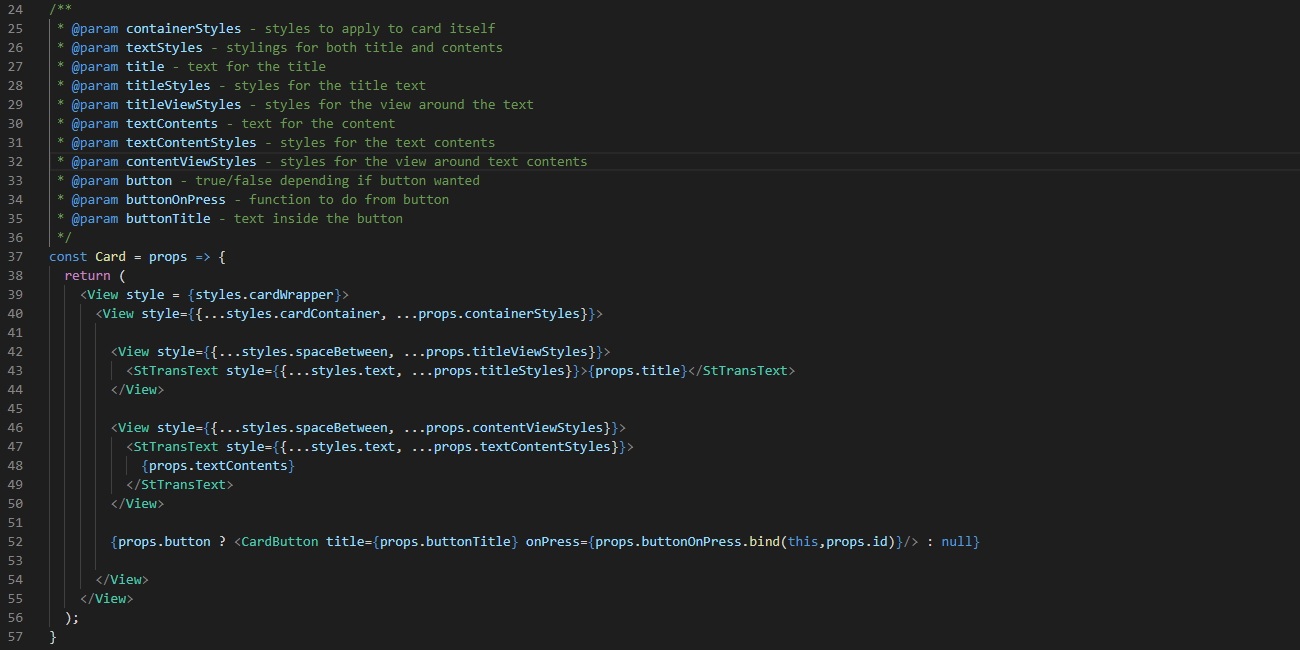 24 /**
25  * @param containerStyles - styles to apply to card itself
26  * @param textStyles - stylings for both title and contents
27  * @param title - text for the title
28  * @param titleStyles - styles for the title text
29  * @param titleViewStyles - styles for the view around the text
30  * @param textContents - text for the content
31  * @param textContentStyles - styles for the text contents
32  * @param contentViewStyles - styles for the view around text contents
33  * @param button - true/false depending if button wanted
34  * @param buttonOnPress - function to do from button
35  * @param buttonTitle - text inside the button
36  */
37 const Card = props => {
38   return (
39     <View style = {styles.cardWrapper}>
40       <View style={{...styles.cardContainer, ...props.containerStyles}}>
41
42         <View style={{...styles.spaceBetween, ...props.titleViewStyles}}>
43           <StTransText style={{...styles.text, ...props.titleStyles}}>{props.title}</StTransText>
44         </View>
45
46         <View style={{...styles.spaceBetween, ...props.contentViewStyles}}>
47           <StTransText style={{...styles.text, ...props.textContentStyles}}>
48             {props.textContents}
49           </StTransText>
50         </View>
51
52         {props.button ? <CardButton title={props.buttonTitle} onPress={props.buttonOnPress.bind(this,props.id)}/> : null}
53
54       </View>
55     </View>
56   );
57 }